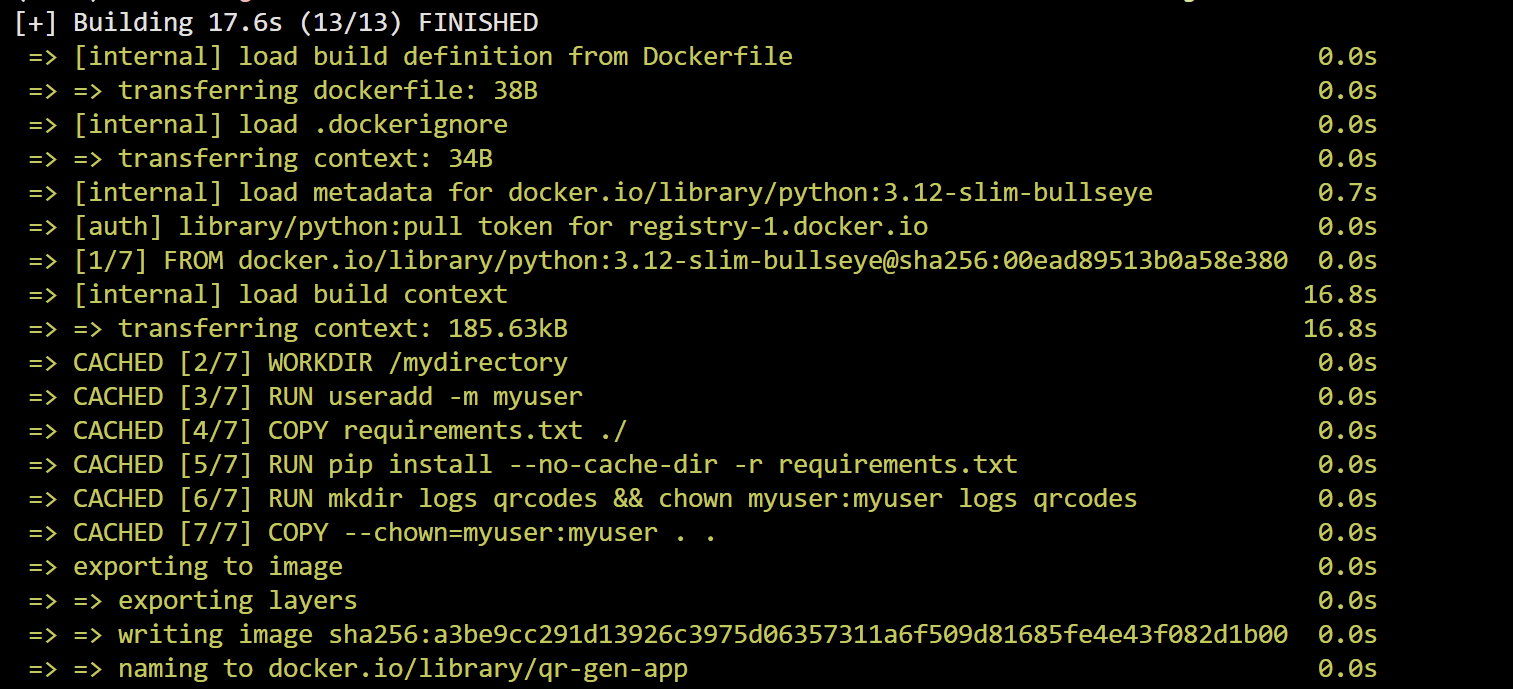 [+] Building 17.6s (13/13) FINISHED
=> [internal] load build definition from Dockerfile 0.0s
=> => transferring dockerfile: 38B 0.0s
=> [internal] load .dockerignore 0.0s
=> => transferring context: 34B 0.0s
=> [internal] load metadata for docker.io/library/python:3.12-slim-bullseye 0.7s
=> [auth] library/python:pull token for registry-1.docker.io 0.0s
=> [1/7] FROM docker.io/library/python:3.12-slim-bullseye@sha256:00ead89513b0a58e380 0.0s
=> [internal] load build context 16.8s
=> => transferring context: 185.63kB 16.8s
=> CACHED [2/7] WORKDIR /mydirectory 0.0s
=> CACHED [3/7] RUN useradd -m myuser 0.0s
=> CACHED [4/7] COPY requirements.txt ./ 0.0s
=> CACHED [5/7] RUN pip install --no-cache-dir -r requirements.txt 0.0s
=> CACHED [6/7] RUN mkdir logs qrcodes && chown myuser:myuser logs qrcodes 0.0s
=> CACHED [7/7] COPY --chown=myuser:myuser . . 0.0s
=> exporting to image 0.0s
=> => exporting layers 0.0s
=> => writing image sha256:a3be9cc291d13926c3975d06357311a6f509d81685fe4e43f082d1b00 0.0s
=> => naming to docker.io/library/qr-gen-app 0.0s